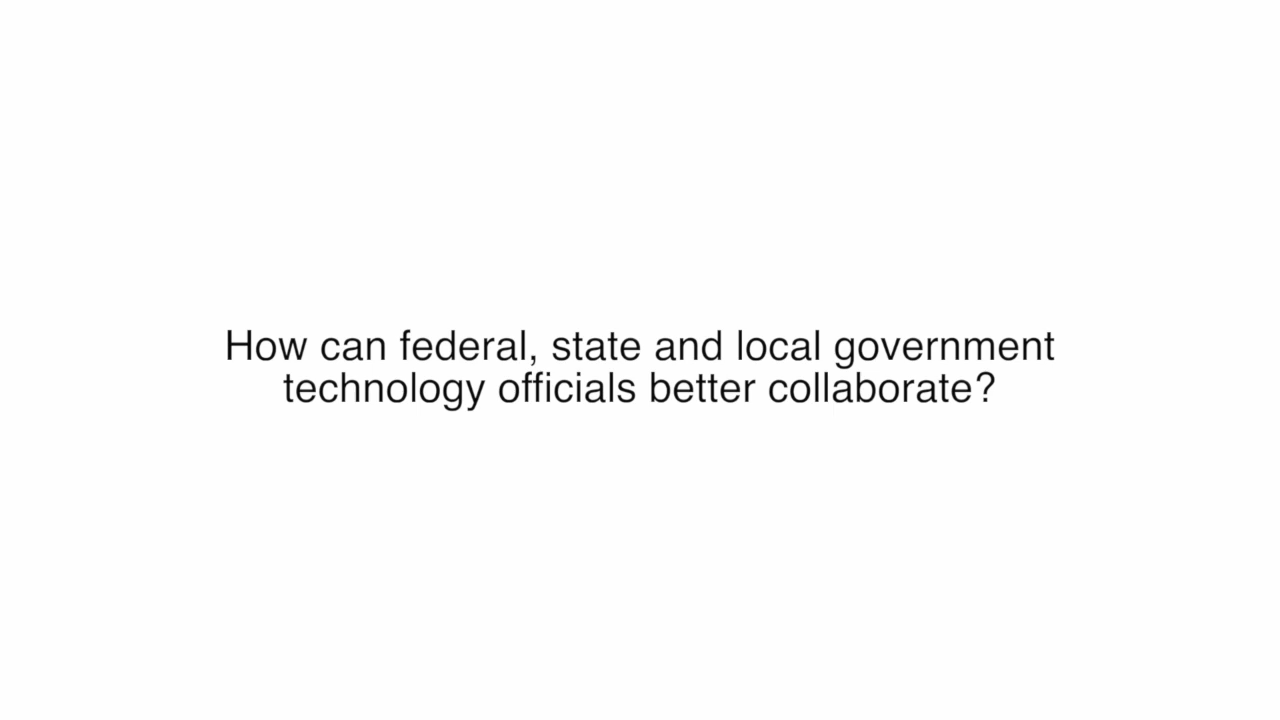 How can federal, state and local government
technology officials better collaborate?